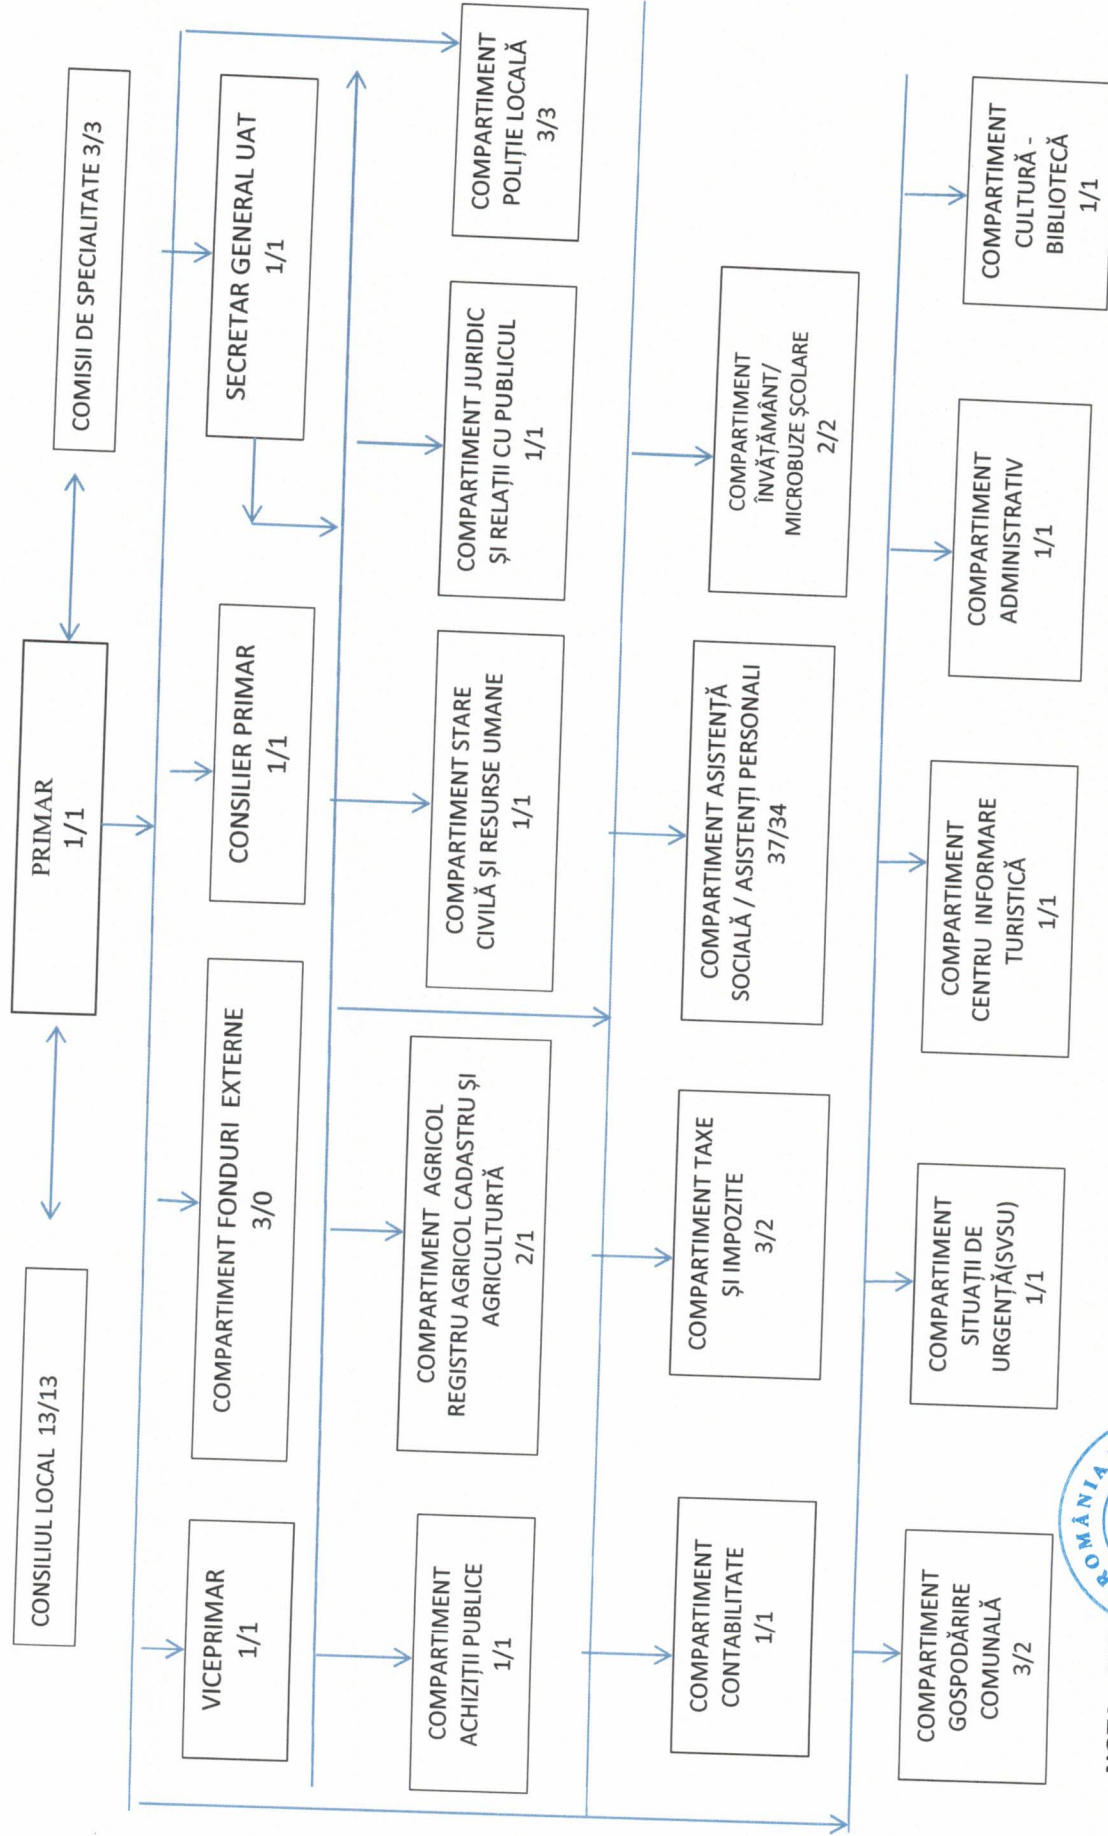 CONSILIUL LOCAL 13/13
PRIMAR
1/1
COMISII DE SPECIALITATE 3/3
VICEPRIMAR
1/1
COMPARTIMENT FONDURI EXTERNE
3/0
CONSILIER PRIMAR
1/1
SECRETAR GENERAL UAT
1/1
COMPARTIMENT
ACHIZIȚII PUBLICE
1/1
COMPARTIMENT AGRICOL
REGISTRU AGRICOL CADASTRU ȘI
AGRICULTURTĂ
2/1
COMPARTIMENT STARE
CIVILĂ ȘI RESURSE UMANE
1/1
COMPARTIMENT JURIDIC
ȘI RELAȚII CU PUBLICUL
1/1
COMPARTIMENT
POLIȚIE LOCALĂ
3/3
COMPARTIMENT
CONTABILITATE
1/1
COMPARTIMENT TAXE
ȘI IMPOZITE
3/2
COMPARTIMENT ASISTENȚĂ
SOCIALĂ / ASISTENȚI PERSONALI
37/34
COMPARTIMENT
ÎNVĂȚĂMÂNT/
MICROBUZE ȘCOLARE
2/2
COMPARTIMENT
GOSPODĂRIRE
COMUNALĂ
3/2
COMPARTIMENT
SITUAȚII DE
URGENȚĂ(SVSU)
1/1
COMPARTIMENT
CENTRU INFORMARE
TURISTICĂ
1/1
COMPARTIMENT
ADMINISTRATIV
1/1
COMPARTIMENT
CULTURĂ -
BIBLIOTECĂ
1/1
ROMÂNIA